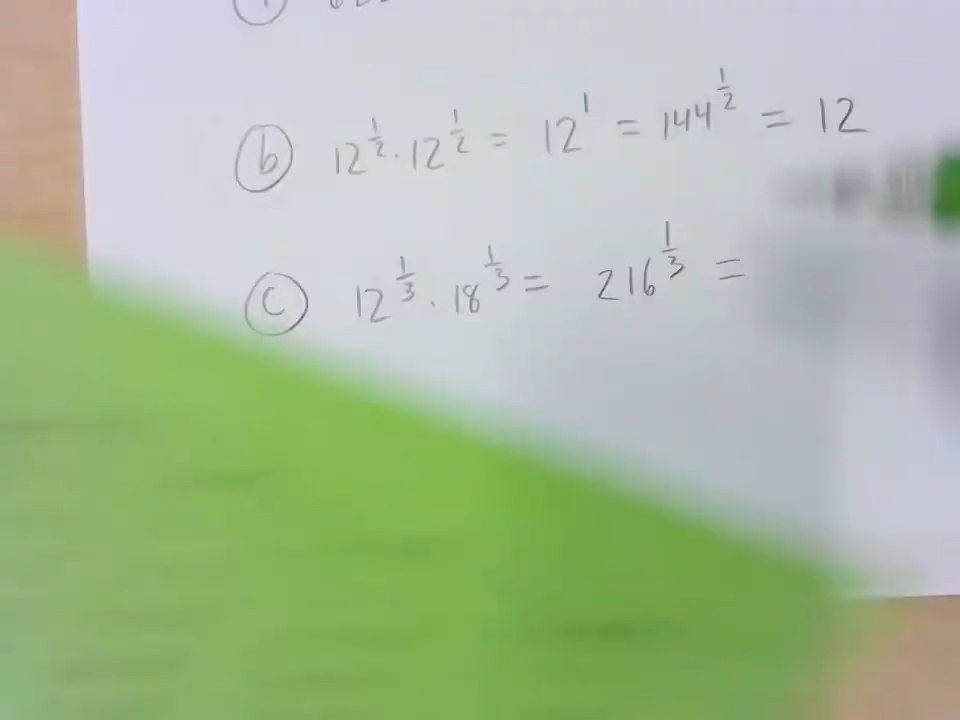 b 12^{1/2} · 12^{1/2} = 12^1 = 144^{1/2} = 12
c 12^{1/3} · 18^{1/3} = 216^{1/3} =